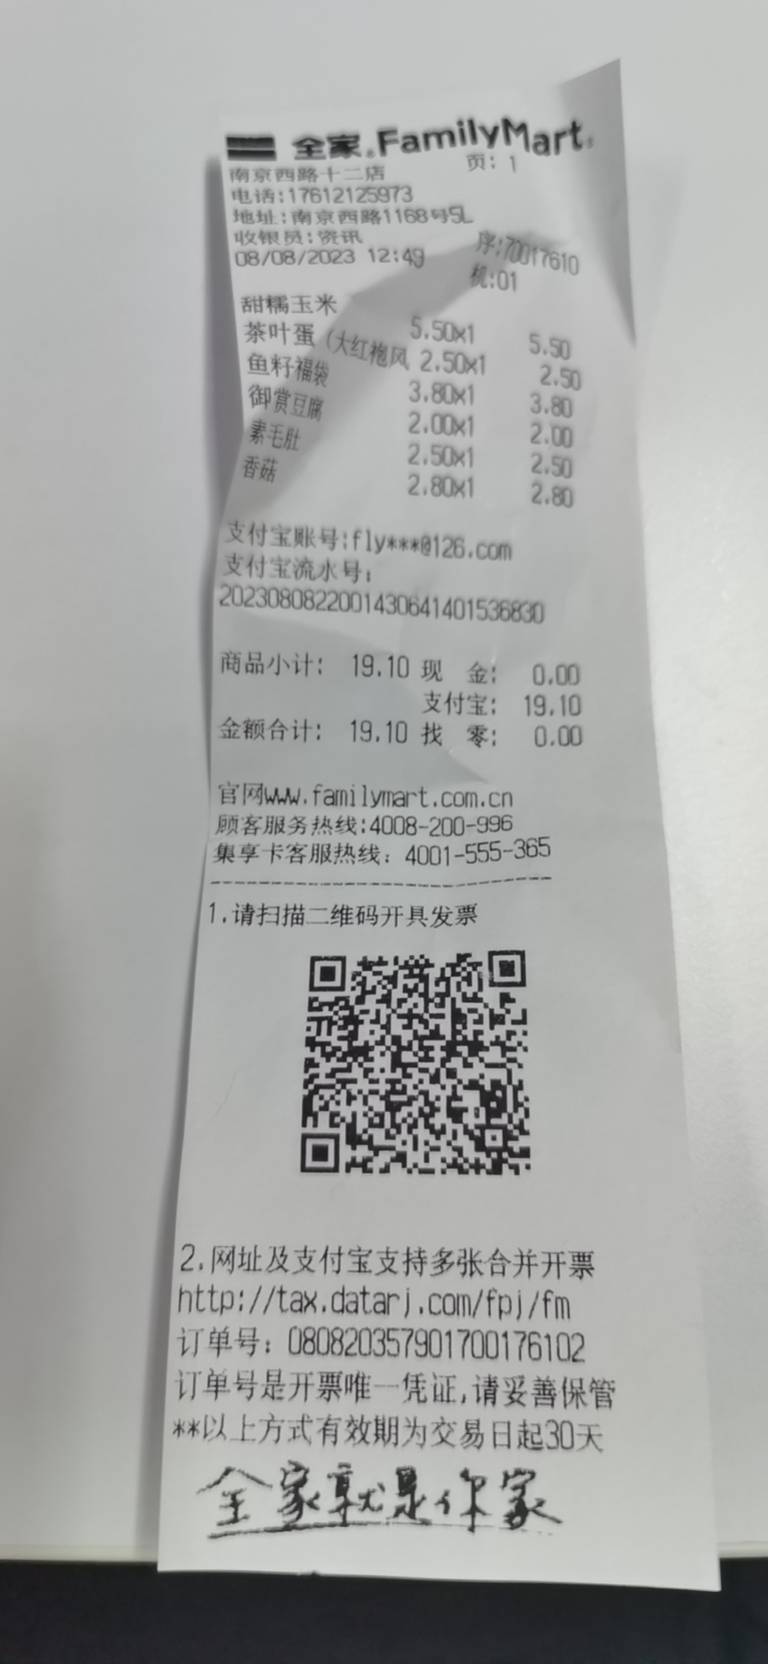 全家 FamilyMart
南京西路十二店 页: 1
电话:17612125973
地址:南京西路1168号5L
收银员:资讯 序:70017610
08/08/2023 12:49 机:01
甜糯玉米 5.50x1 5.50
茶叶蛋(大红袍风 2.50x1 2.50
鱼籽福袋 3.80x1 3.80
御赏豆腐 2.00x1 2.00
素毛肚 2.50x1 2.50
香菇 2.80x1 2.80
支付宝账号:fly***@126.com
支付宝流水号:
2023080822001430641401536830
商品小计: 19.10 现 金: 0.00
支付宝: 19.10
金额合计: 19.10 找 零: 0.00
官网www.familymart.com.cn
顾客服务热线:4008-200-996
集享卡客服热线: 4001-555-365
1.请扫描二维码开具发票
2.网址及支付宝支持多张合并开票
http://tax.datarj.com/fpj/fm
订单号: 080820357901700176102
订单号是开票唯一凭证,请妥善保管
**以上方式有效期为交易日起30天
全家就是你家